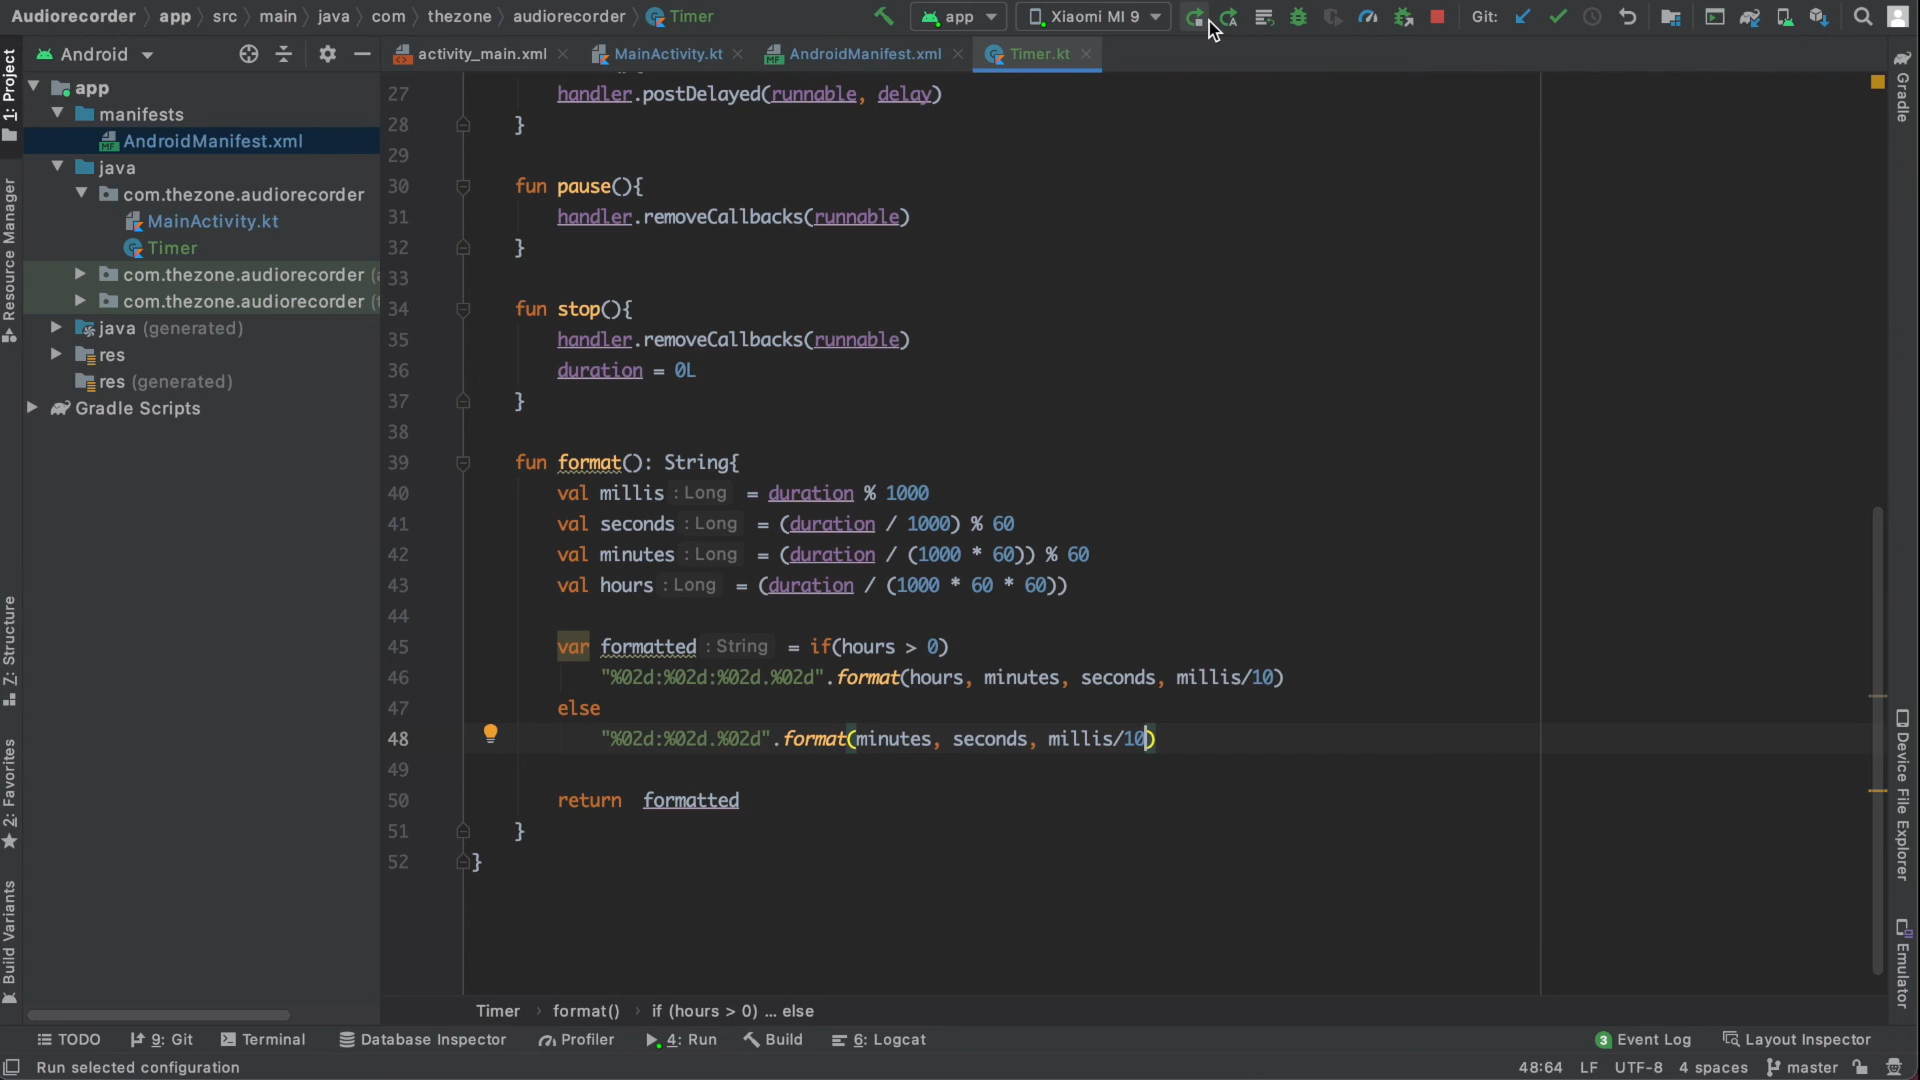 Audiorecorder app src main java com thezone audiorecorder Timer app Xiaomi MI 9 Git:
Android
activity_main.xml MainActivity.kt AndroidManifest.xml Timer.kt
1: Project
Resource Manager
Z: Structure
2: Favorites
Build Variants
app
manifests
AndroidManifest.xml
java
com.thezone.audiorecorder
MainActivity.kt
Timer
com.thezone.audiorecorder (
com.thezone.audiorecorder (
java (generated)
res
res (generated)
Gradle Scripts
27 handler.postDelayed(runnable, delay)
28 }
29
30 fun pause(){
31 handler.removeCallbacks(runnable)
32 }
33
34 fun stop(){
35 handler.removeCallbacks(runnable)
36 duration = 0L
37 }
38
39 fun format(): String{
40 val millis : Long = duration % 1000
41 val seconds : Long = (duration / 1000) % 60
42 val minutes : Long = (duration / (1000 * 60)) % 60
43 val hours : Long = (duration / (1000 * 60 * 60))
44
45 var formatted : String = if(hours > 0)
46 "%02d:%02d:%02d.%02d".format(hours, minutes, seconds, millis/10)
47 else
48 "%02d:%02d.%02d".format(minutes, seconds, millis/10)
49
50 return formatted
51 }
52 }
Gradle
Device File Explorer
Emulator
Timer format() if (hours > 0) ... else
TODO 9: Git Terminal Database Inspector Profiler 4: Run Build 6: Logcat 3 Event Log Layout Inspector
Run selected configuration 48:64 LF UTF-8 4 spaces master